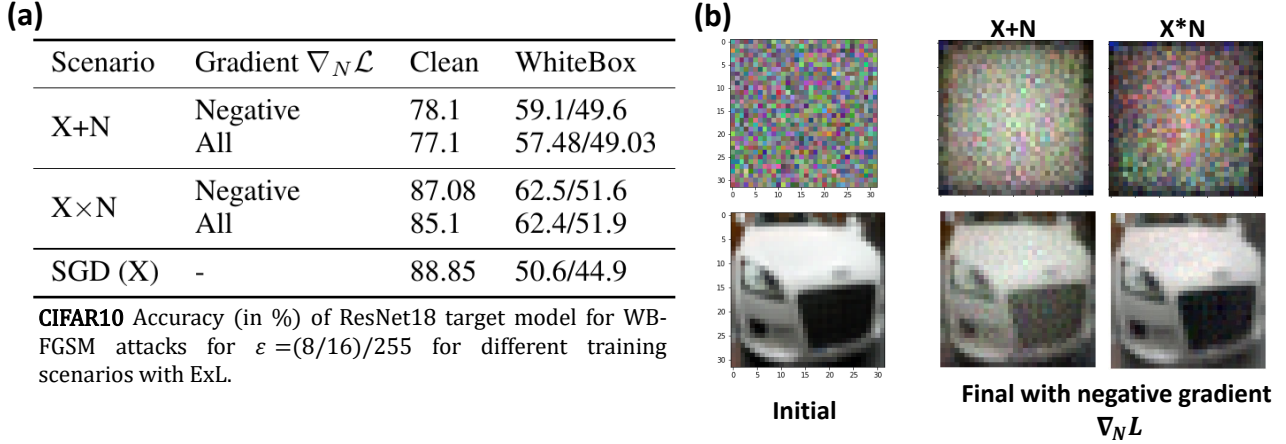 (a)
Scenario Gradient ∇_N ℒ Clean WhiteBox
X+N
Negative 78.1 59.1/49.6
All 77.1 57.48/49.03
X×N
Negative 87.08 62.5/51.6
All 85.1 62.4/51.9
SGD (X) - 88.85 50.6/44.9
CIFAR10 Accuracy (in %) of ResNet18 target model for WB-
FGSM attacks for ε =(8/16)/255 for different training
scenarios with ExL.
(b)
X+N X*N
0
5
10
15
20
25
30
0 5 10 15 20 25 30
0
5
10
15
20
25
30
0 5 10 15 20 25 30
Initial
Final with negative gradient
∇_N L